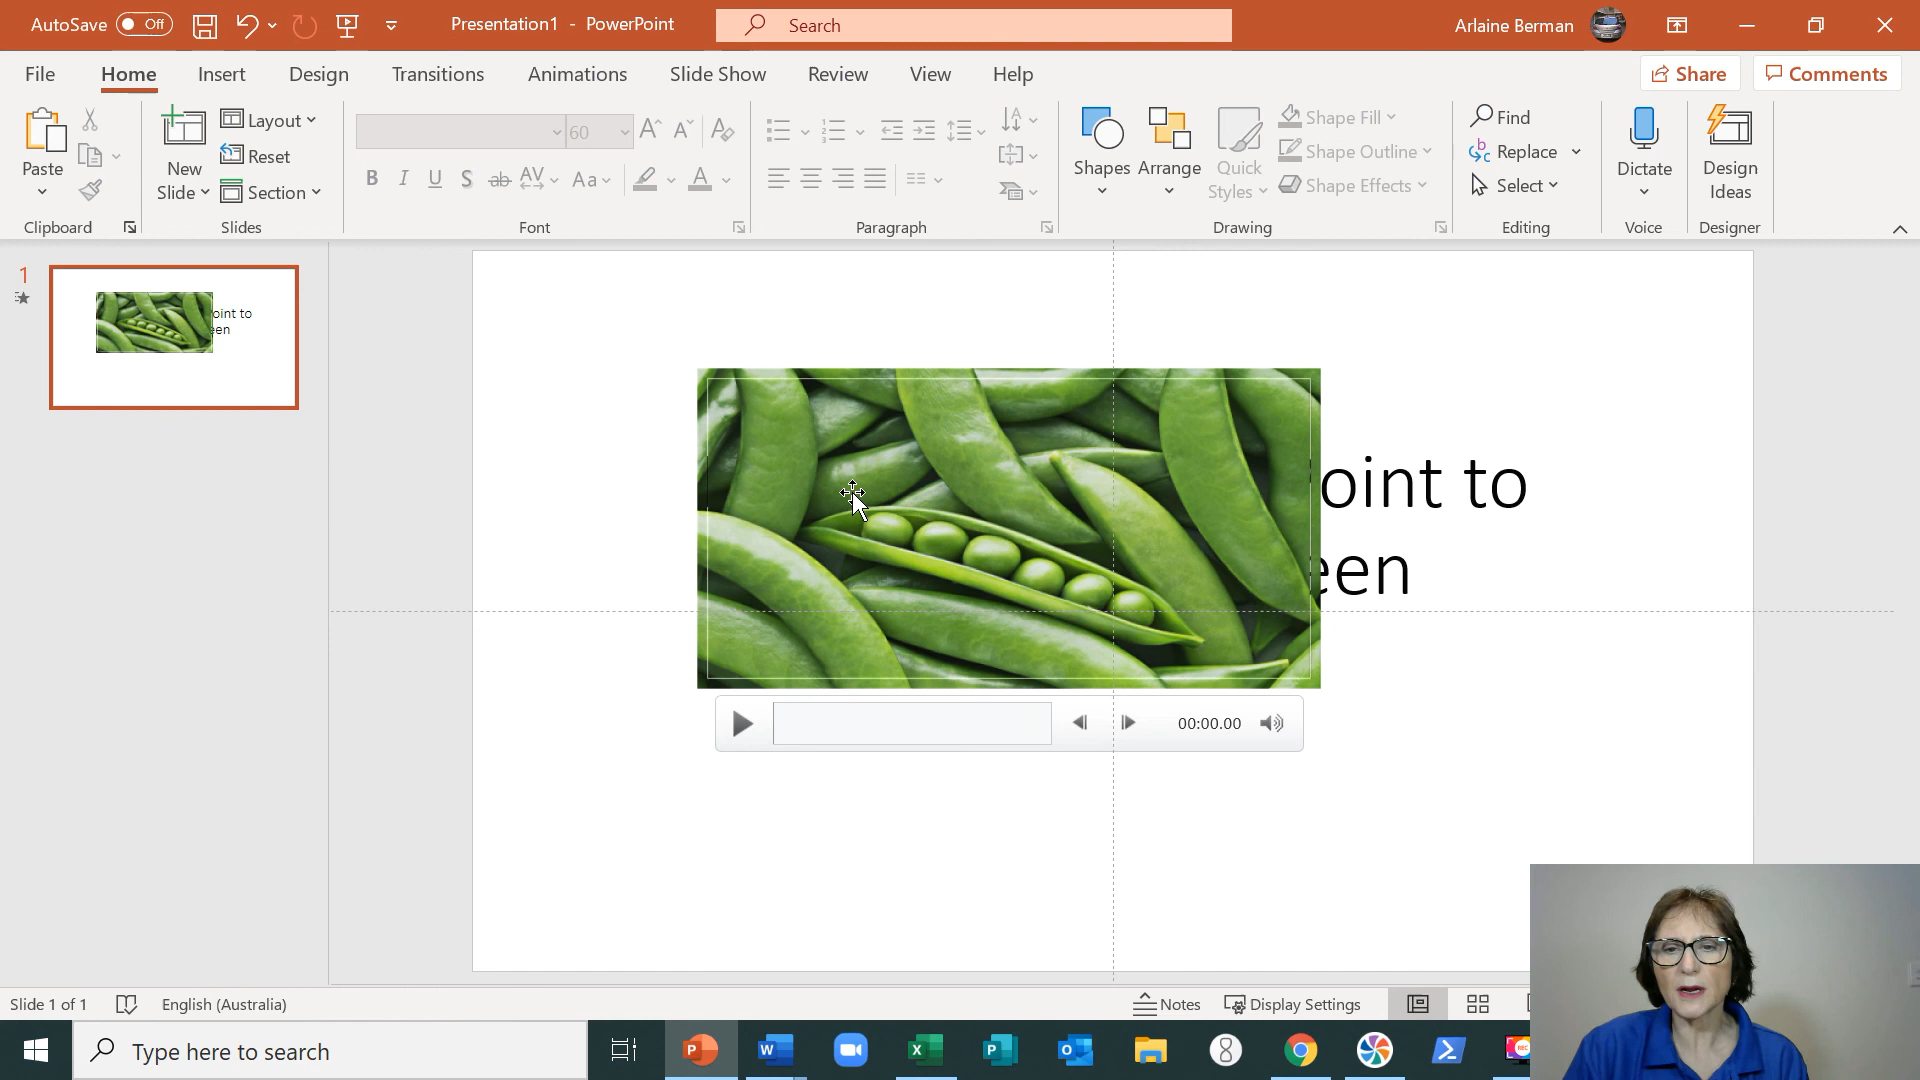 AutoSave Off Presentation1 - PowerPoint Search Arlaine Berman
File Home Insert Design Transitions Animations Slide Show Review View Help Share Comments
Paste
New
Slide
Layout
Reset
Section
60
B I U S ab AV Aa A
Shapes
Arrange
Quick
Styles
Shape Fill
Shape Outline
Shape Effects
Find
Replace
Select
Dictate
Design
Ideas
Clipboard Slides Font Paragraph Drawing Editing Voice Designer
1
oint to
een
oint to
een
00:00.00
Slide 1 of 1 English (Australia) Notes Display Settings
Type here to search